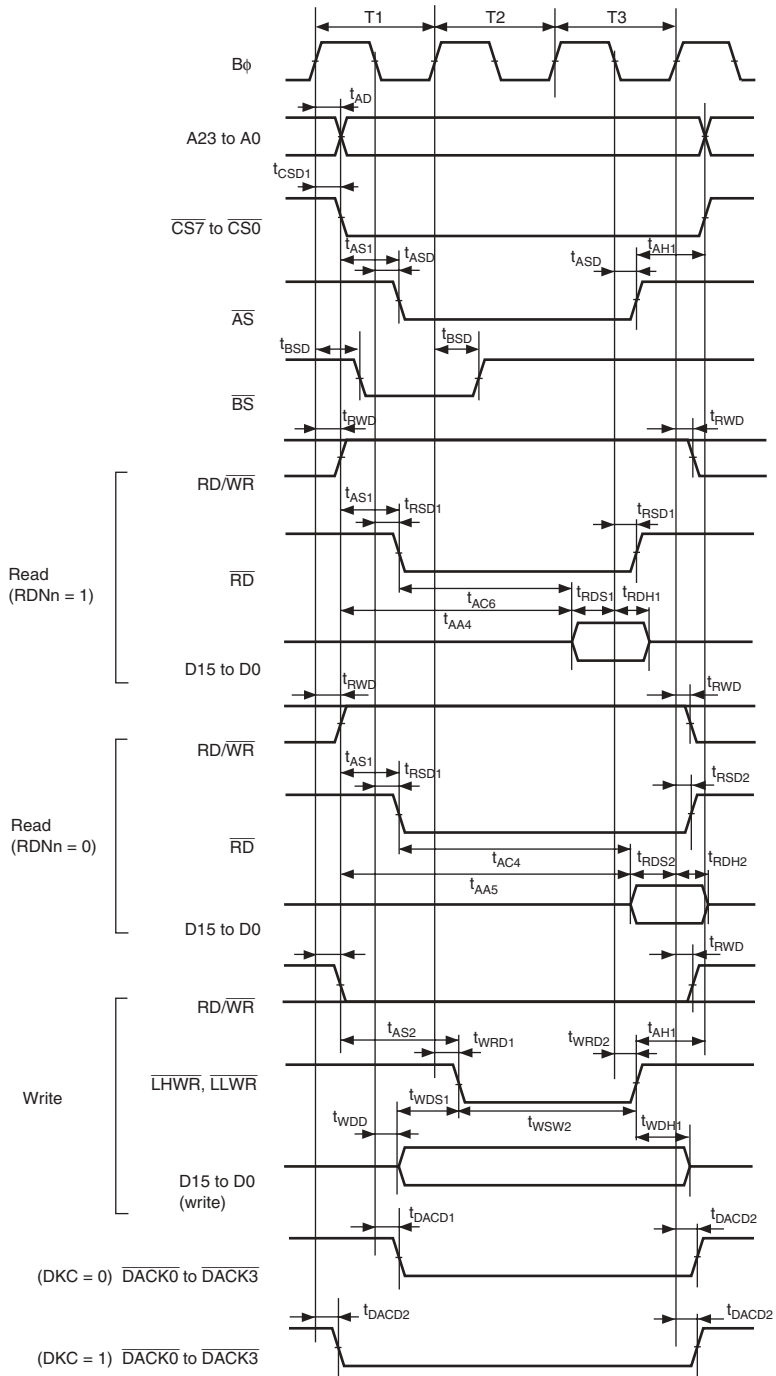 T1 T2 T3
Bϕ
tAD
A23 to A0
tCSD1
CS7 to CS0
tAS1 tASD tASD tAH1
AS
tBSD tBSD
BS
tRWD tRWD
RD/WR
tAS1 tRSD1 tRSD1
Read
(RDNn = 1)
RD
tAC6 tRDS1 tRDH1
tAA4
D15 to D0
tRWD tRWD
RD/WR
tAS1 tRSD1 tRSD2
Read
(RDNn = 0)
RD
tAC4 tRDS2 tRDH2
tAA5
D15 to D0
tRWD
RD/WR
tAS2 tWRD1 tWRD2 tAH1
Write
LHWR, LLWR
tWDD tWDS1 tWSW2 tWDH1
D15 to D0
(write)
tDACD1 tDACD2
(DKC = 0) DACK0 to DACK3
tDACD2 tDACD2
(DKC = 1) DACK0 to DACK3